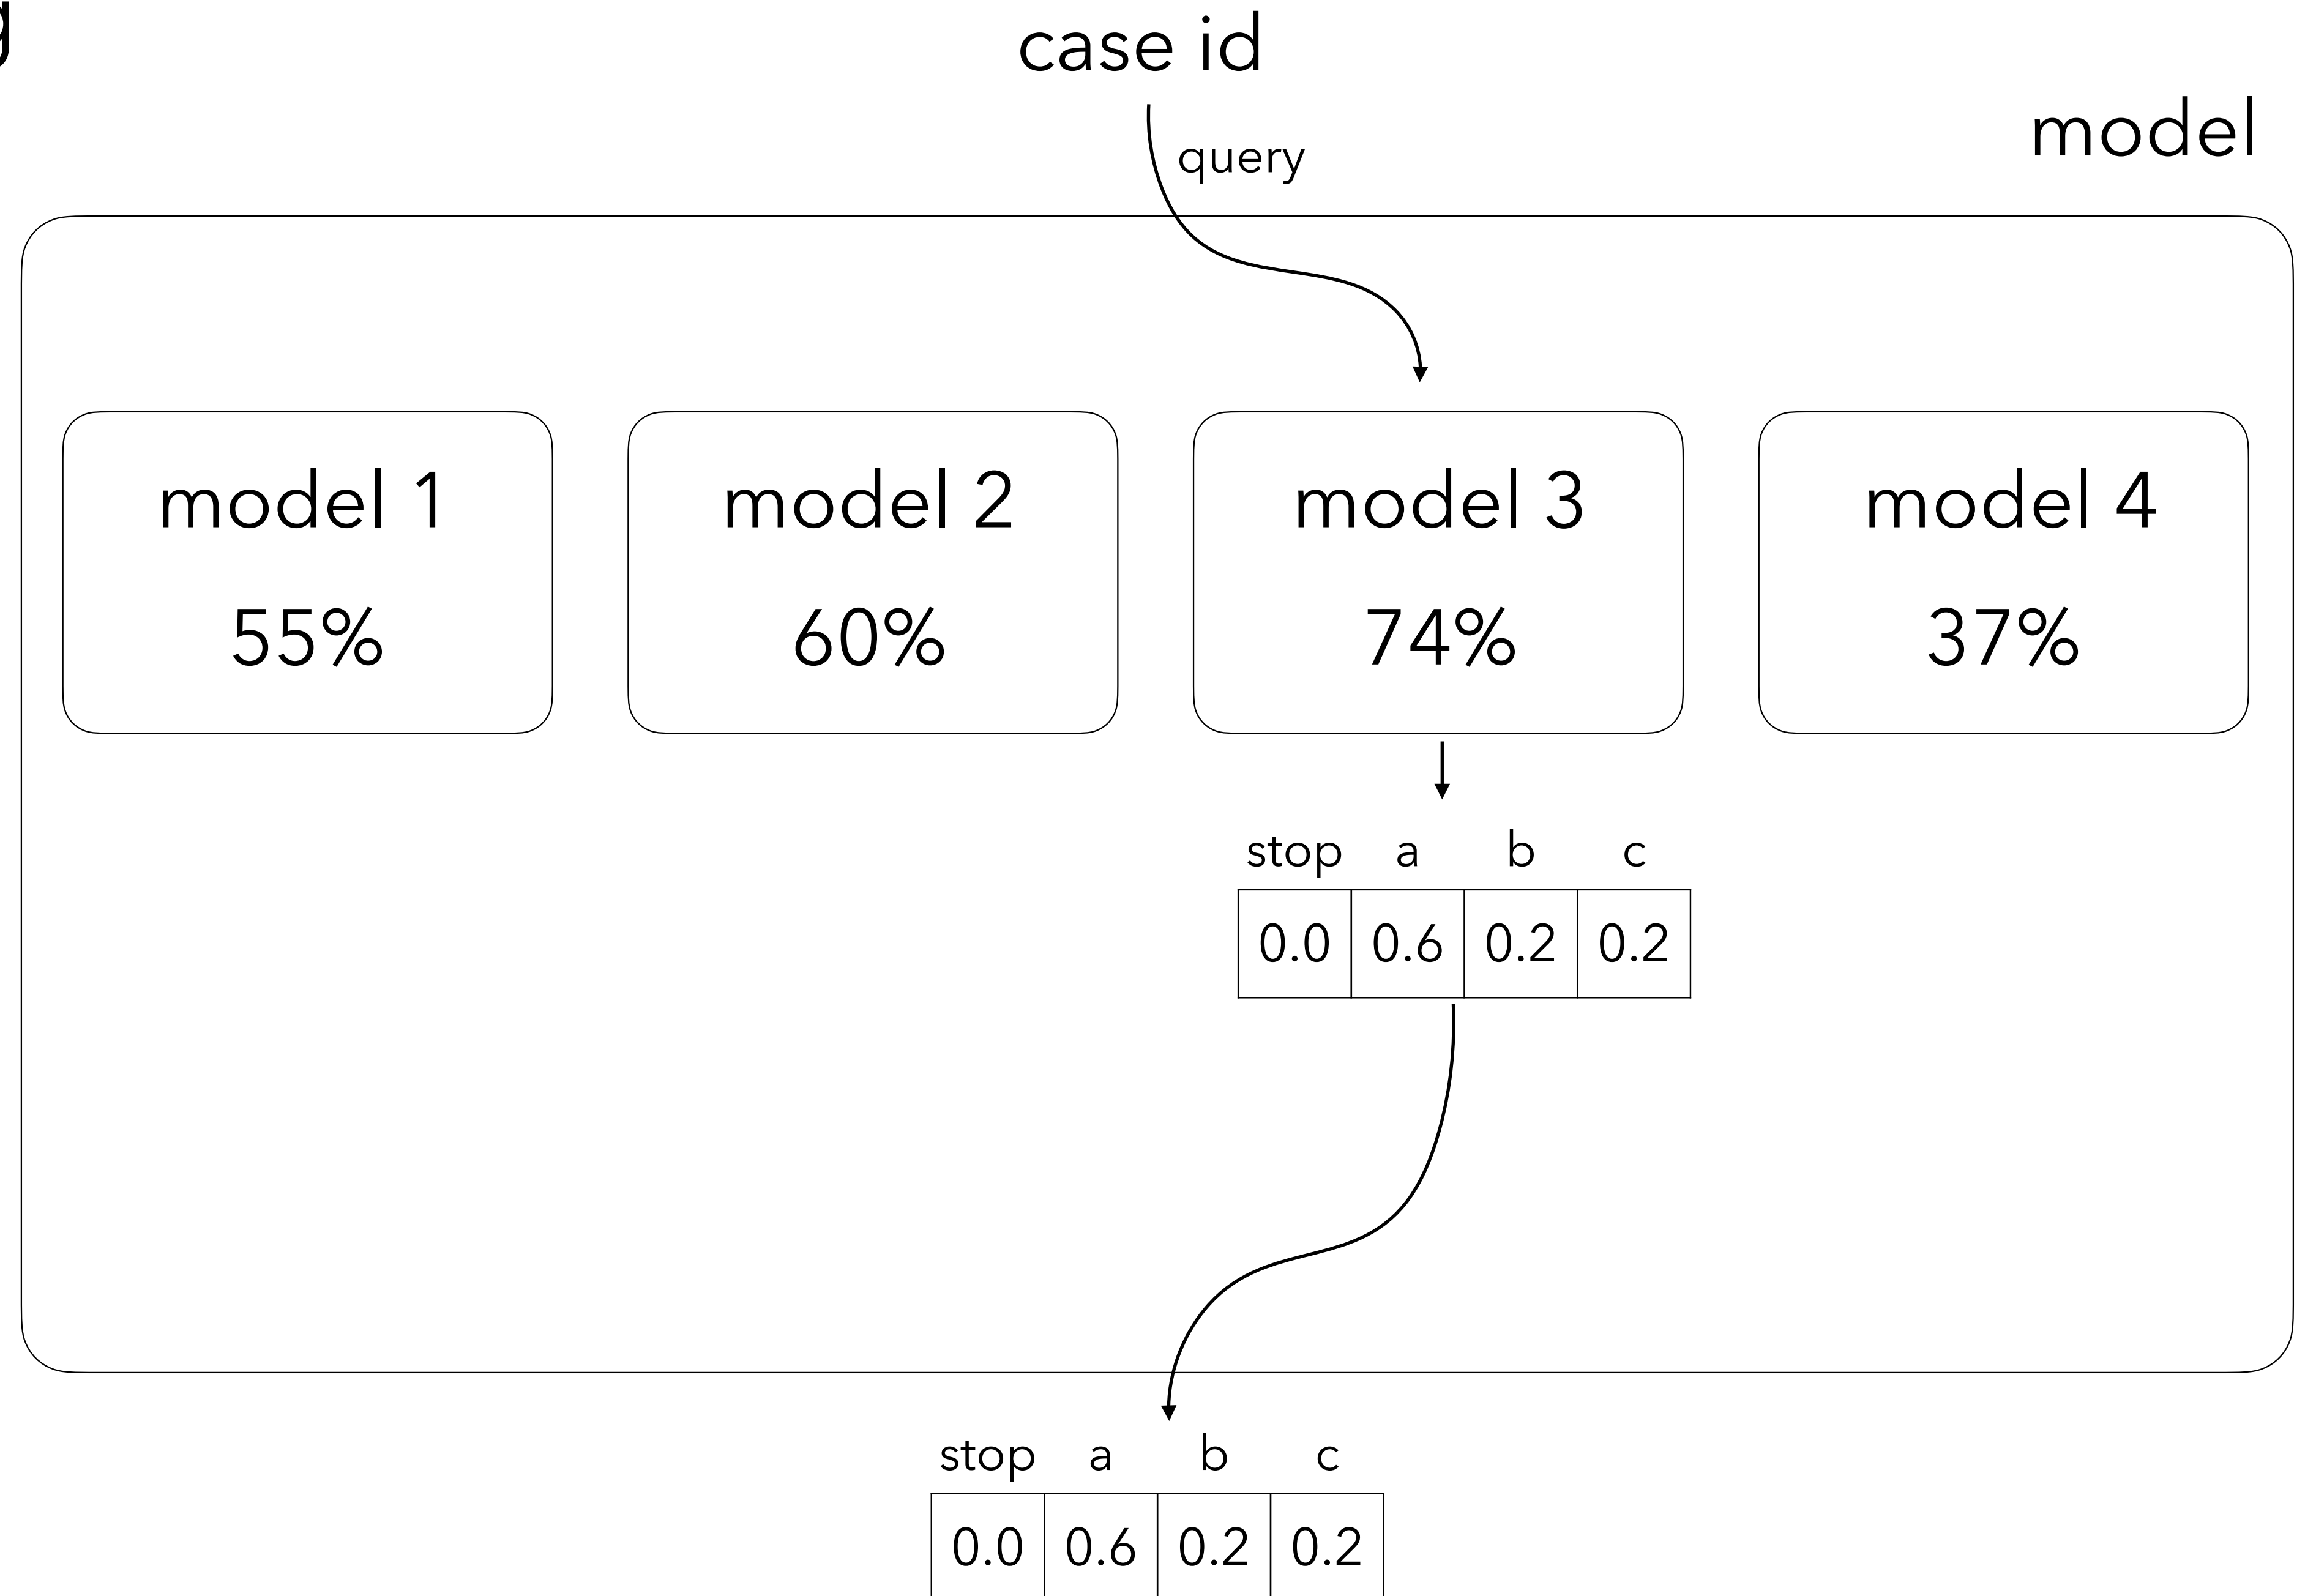 g
case id
query
model
model 1 model 2 model 3 model 4
55% 60% 74% 37%
stop a b c
0.0 0.6 0.2 0.2
stop a b c
0.0 0.6 0.2 0.2